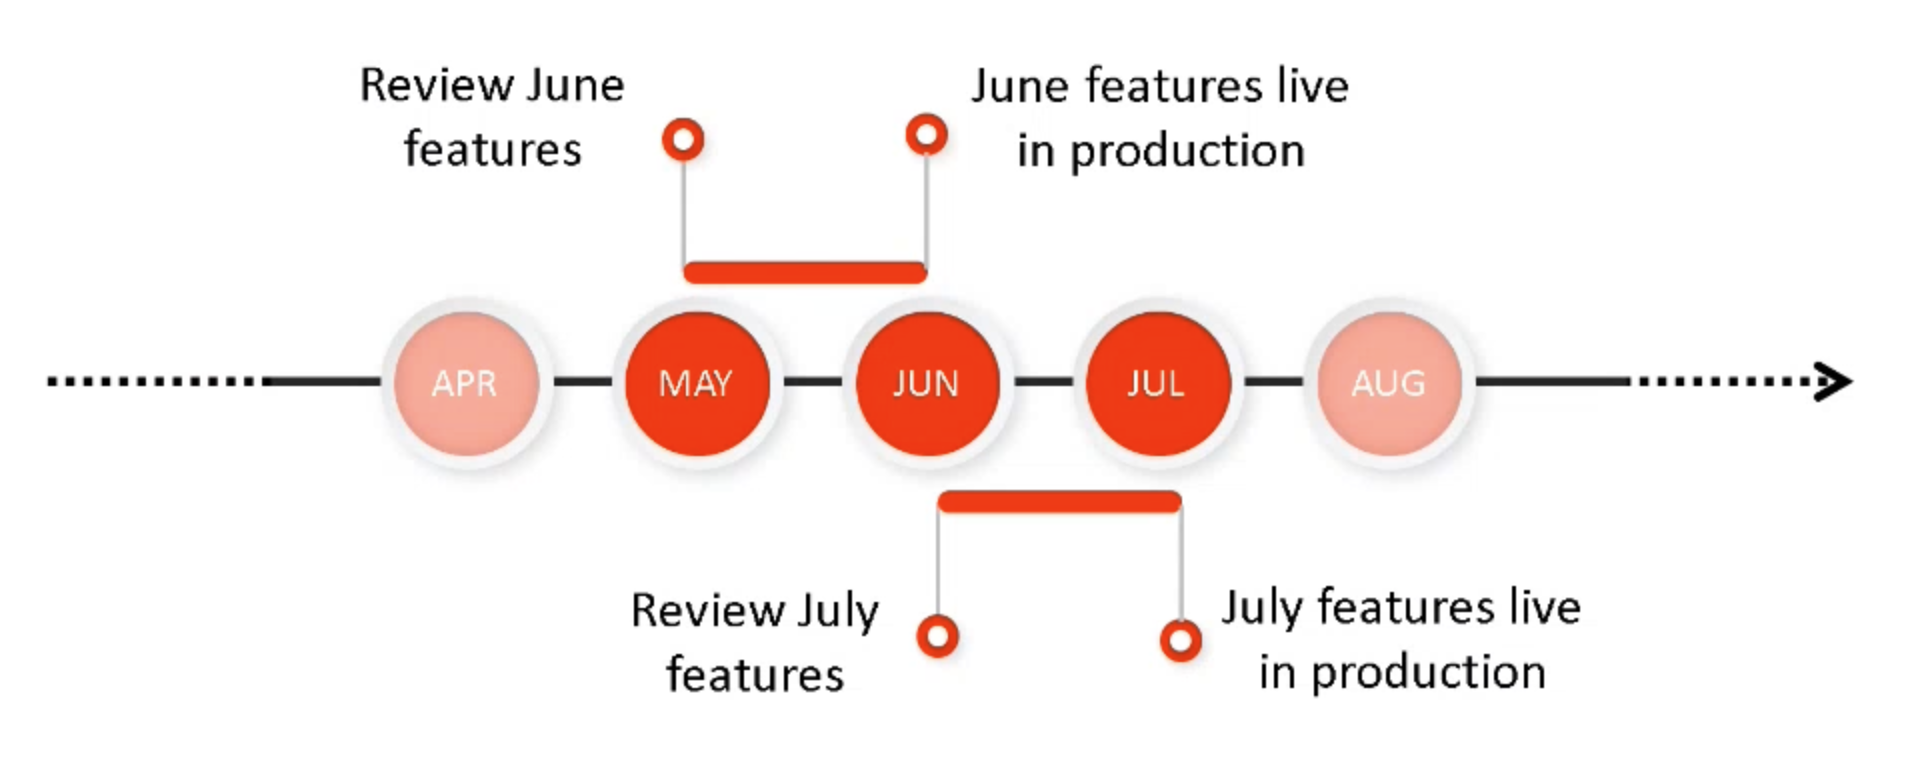 Review June
features
June features live
in production
APR
MAY
JUN
JUL
AUG
Review July
features
July features live
in production